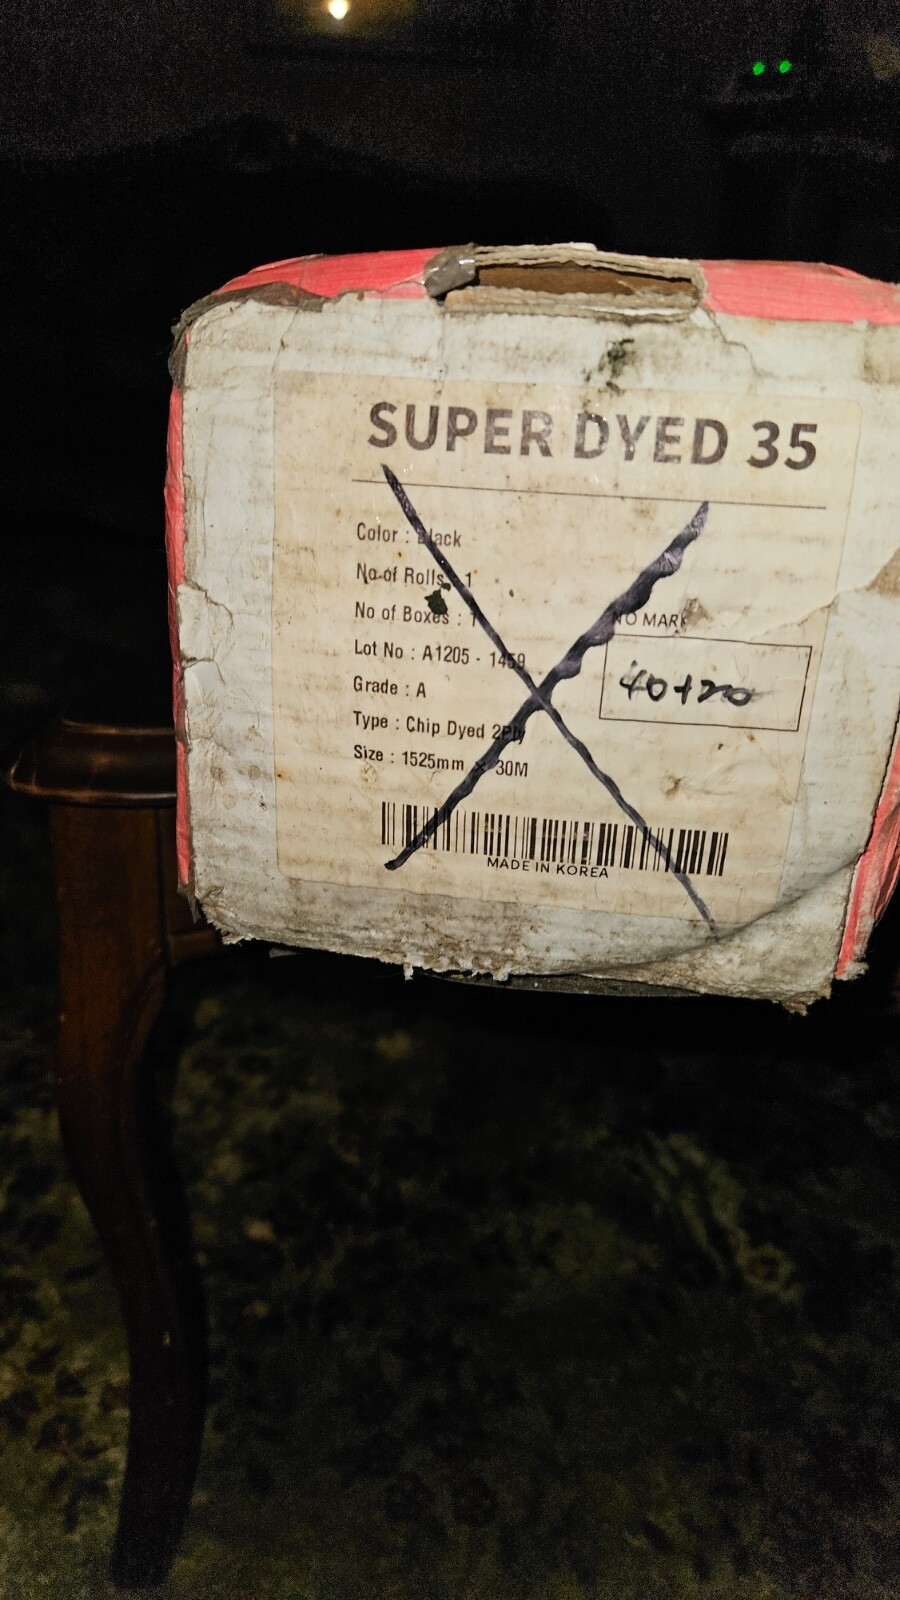 SUPER DYED 35
Color : Black
No of Rolls : 1
No of Boxes : 1
NO MARK
Lot No : A1205 - 1459
40+20
Grade : A
Type : Chip Dyed 2Ply
Size : 1525mm × 30M
MADE IN KOREA